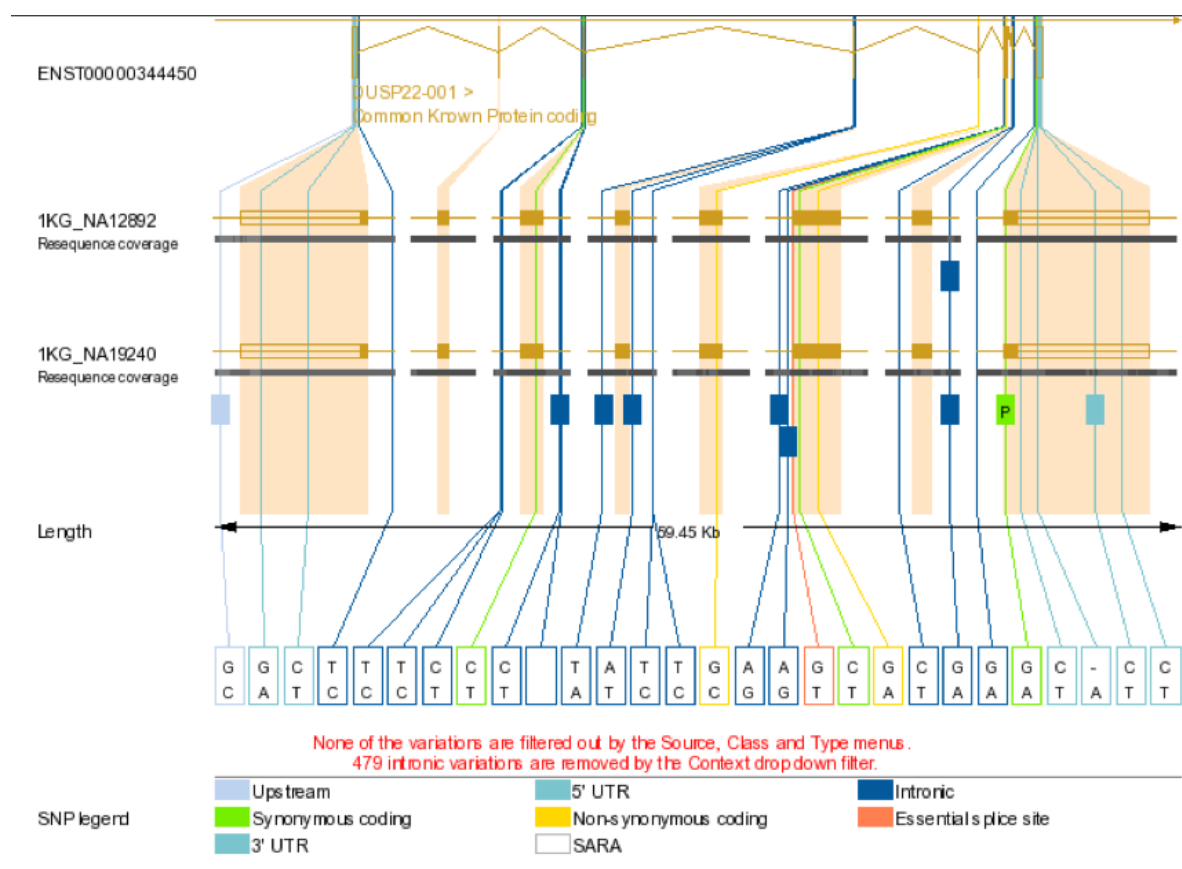 ENST00000344450
DUSP22-001 >
Common Known Protein coding
1KG_NA12892
Resequence coverage
1KG_NA19240
Resequence coverage
P
Length
59.45 Kb
G G C T T T C C C T A T T G A A G C G C G G G C - C C
C A T C C C T T T A T C C C G G T T A T A A A T A T T
None of the variations are filtered out by the Source, Class and Type menus.
479 intronic variations are removed by the Context dropdown filter.
SNP legend
Upstream
5' UTR
Intronic
Synonymous coding
Non-synonymous coding
Essential splice site
3' UTR
SARA